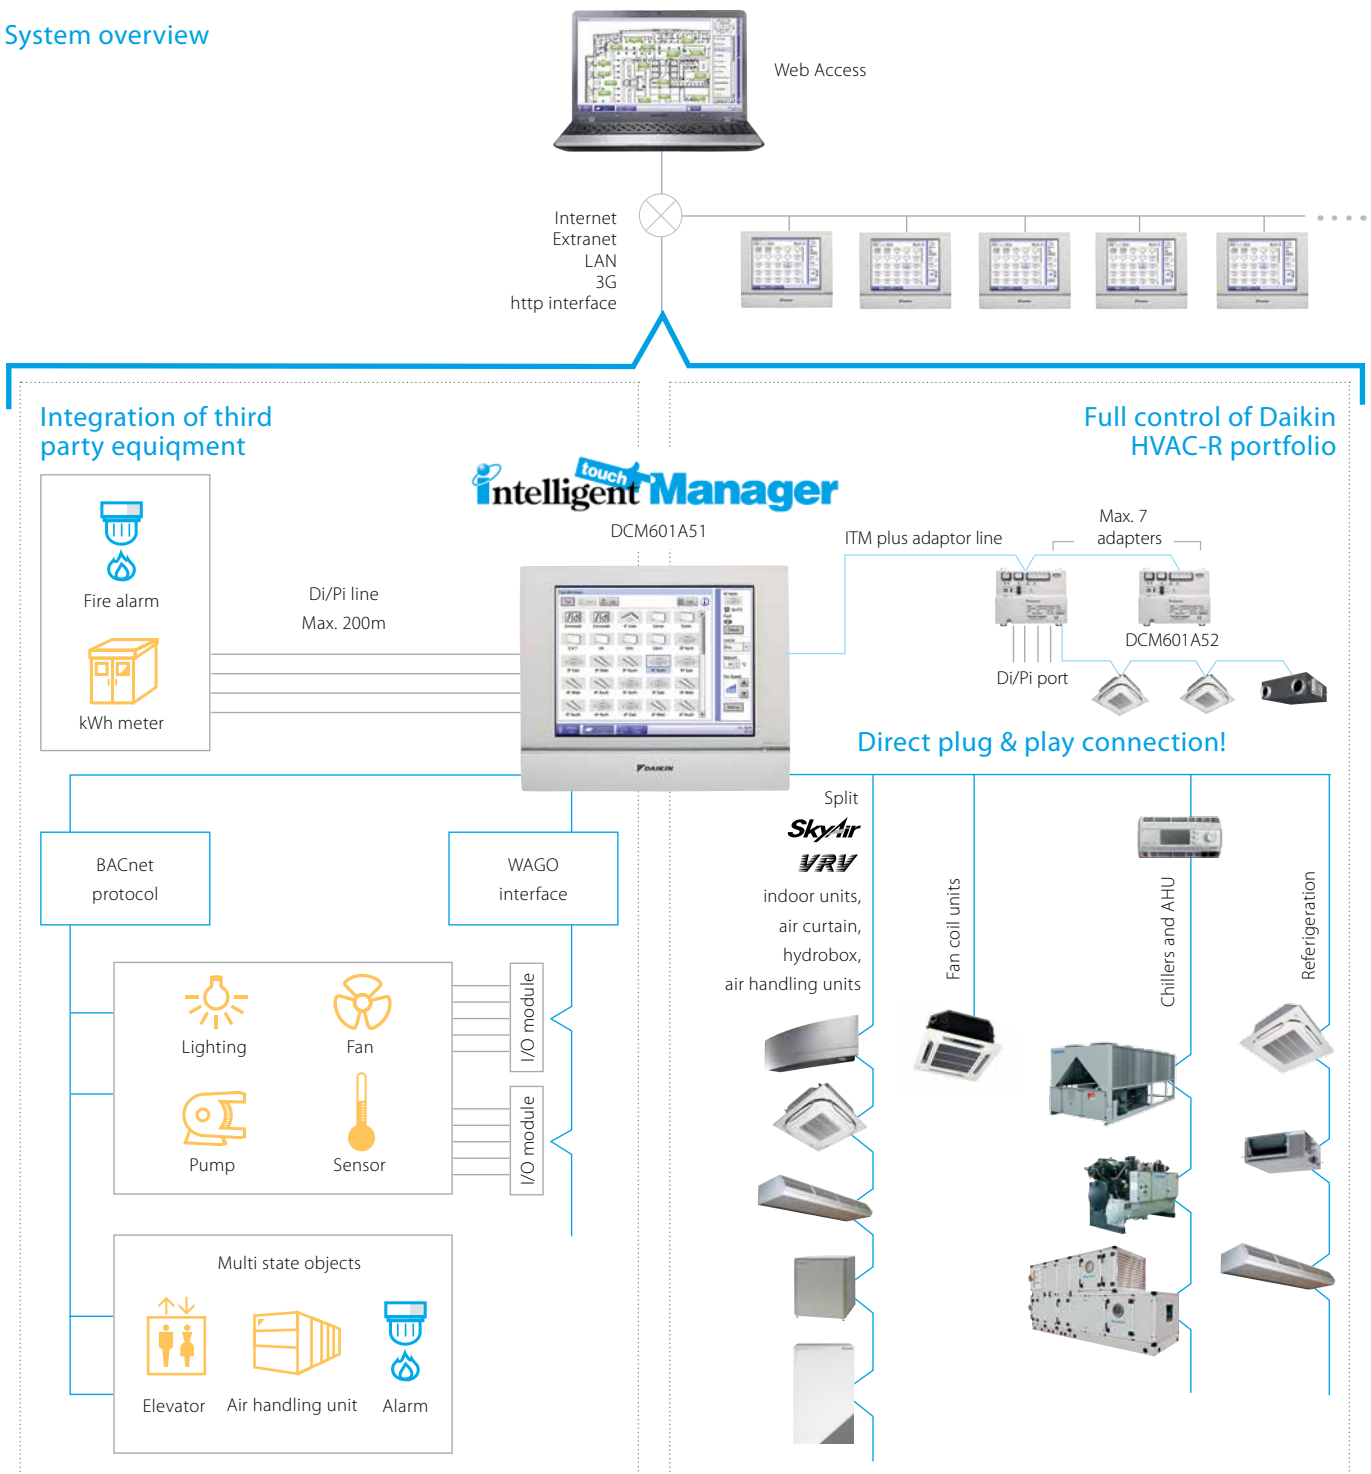 System overview
Web Access
Internet
Extranet
LAN
3G
http interface
Integration of third
party equiqment
Full control of Daikin
HVAC-R portfolio
intelligent touch Manager
DCM601A51
Fire alarm
kWh meter
Di/Pi line
Max. 200m
DAIKIN
ITM plus adaptor line
Max. 7
adapters
DCM601A52
Di/Pi port
Direct plug & play connection!
BACnet
protocol
WAGO
interface
Lighting
Fan
Pump
Sensor
I/O module
I/O module
Multi state objects
Elevator
Air handling unit
Alarm
Split
SkyAir
VRV
indoor units,
air curtain,
hydrobox,
air handling units
Fan coil units
Chillers and AHU
Referigeration